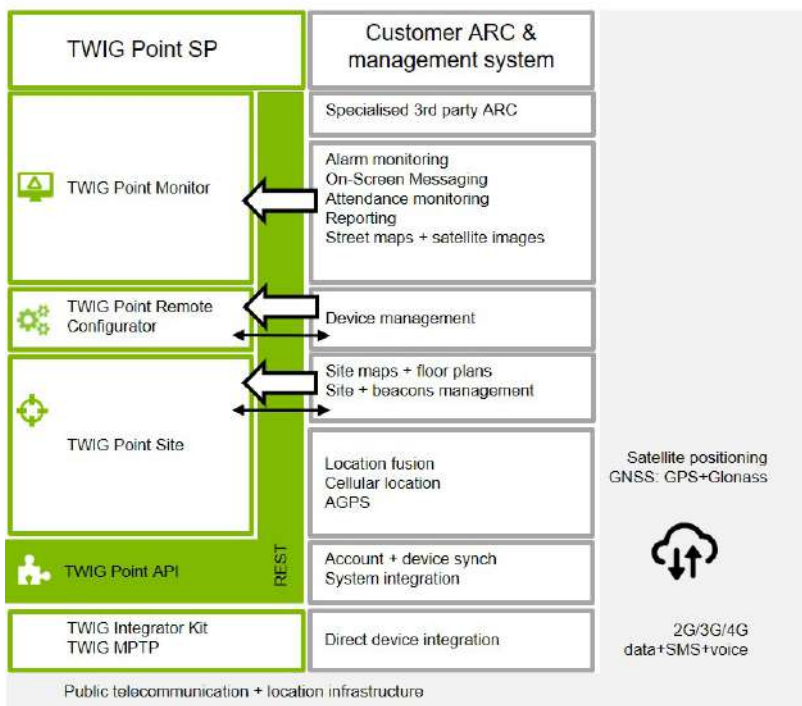 TWIG Point SP
Customer ARC &
management system
Specialised 3rd party ARC
TWIG Point Monitor
Alarm monitoring
On-Screen Messaging
Attendance monitoring
Reporting
Street maps + satellite images
TWIG Point Remote
Configurator
Device management
TWIG Point Site
Site maps + floor plans
Site + beacons management
Location fusion
Cellular location
AGPS
Satellite positioning
GNSS: GPS+Glonass
TWIG Point API
REST
Account + device synch
System integration
TWIG Integrator Kit
TWIG MPTP
Direct device integration
2G/3G/4G
data+SMS+voice
Public telecommunication + location infrastructure